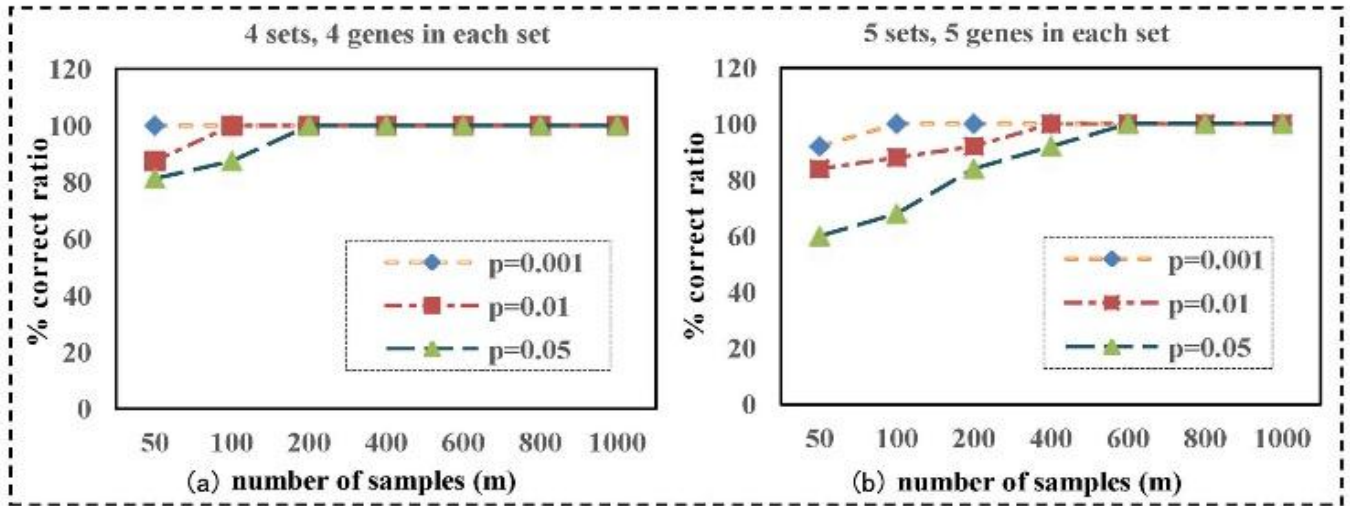 4 sets, 4 genes in each set
120
100
80
60
40
20
0
% correct ratio
p=0.001
p=0.01
p=0.05
50 100 200 400 600 800 1000
(a) number of samples (m)
5 sets, 5 genes in each set
120
100
80
60
40
20
0
% correct ratio
p=0.001
p=0.01
p=0.05
50 100 200 400 600 800 1000
(b) number of samples (m)